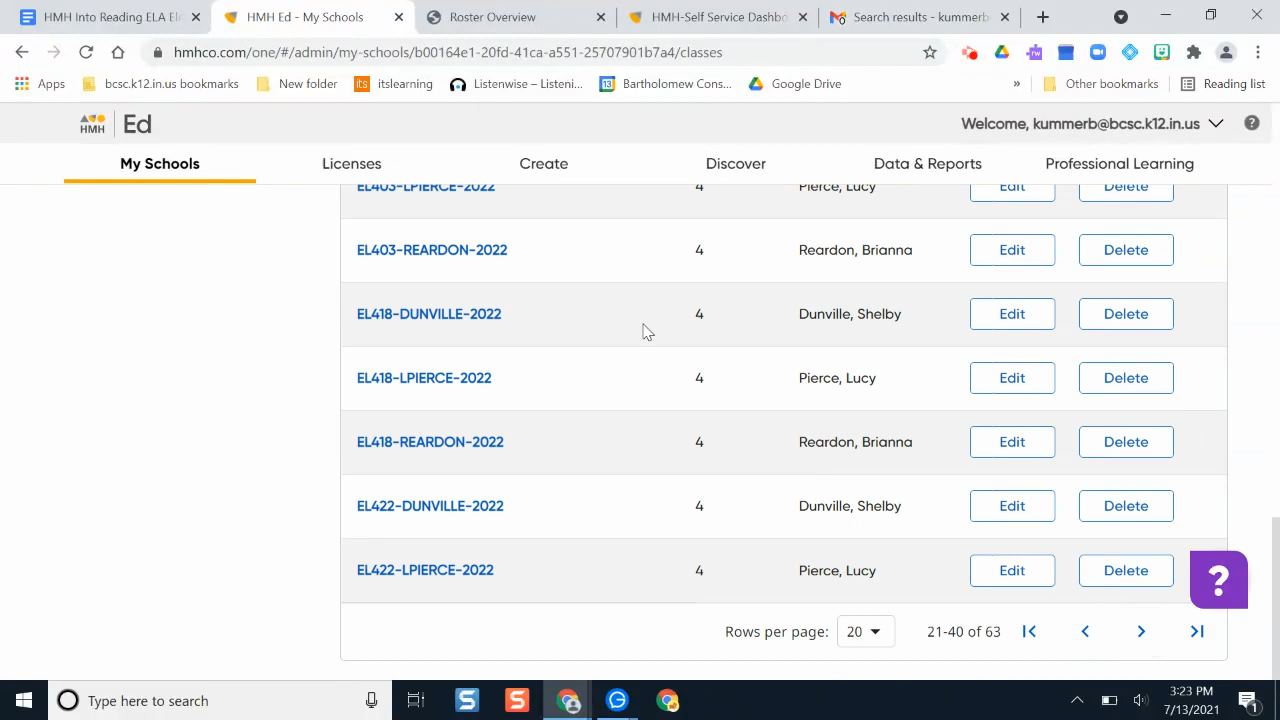 HMH Into Reading ELA El
HMH Ed - My Schools
Roster Overview
HMH-Self Service Dashbo
Search results - kummerb
hmhco.com/one/#/admin/my-schools/b00164e1-20fd-41ca-a551-25707901b7a4/classes
Apps
bcsc.k12.in.us bookmarks
New folder
its
itslearning
Listenwise - Listeni...
13
Bartholomew Cons...
Google Drive
»
Other bookmarks
Reading list
HMH
Ed
Welcome, kummerb@bcsc.k12.in.us
?
My Schools
Licenses
Create
Discover
Data & Reports
Professional Learning
EL403-LPIERCE-2022 4 Pierce, Lucy Edit Delete
EL403-REARDON-2022 4 Reardon, Brianna Edit Delete
EL418-DUNVILLE-2022 4 Dunville, Shelby Edit Delete
EL418-LPIERCE-2022 4 Pierce, Lucy Edit Delete
EL418-REARDON-2022 4 Reardon, Brianna Edit Delete
EL422-DUNVILLE-2022 4 Dunville, Shelby Edit Delete
EL422-LPIERCE-2022 4 Pierce, Lucy Edit Delete
?
Rows per page: 20 21-40 of 63
Type here to search
3:23 PM
7/13/2021
1